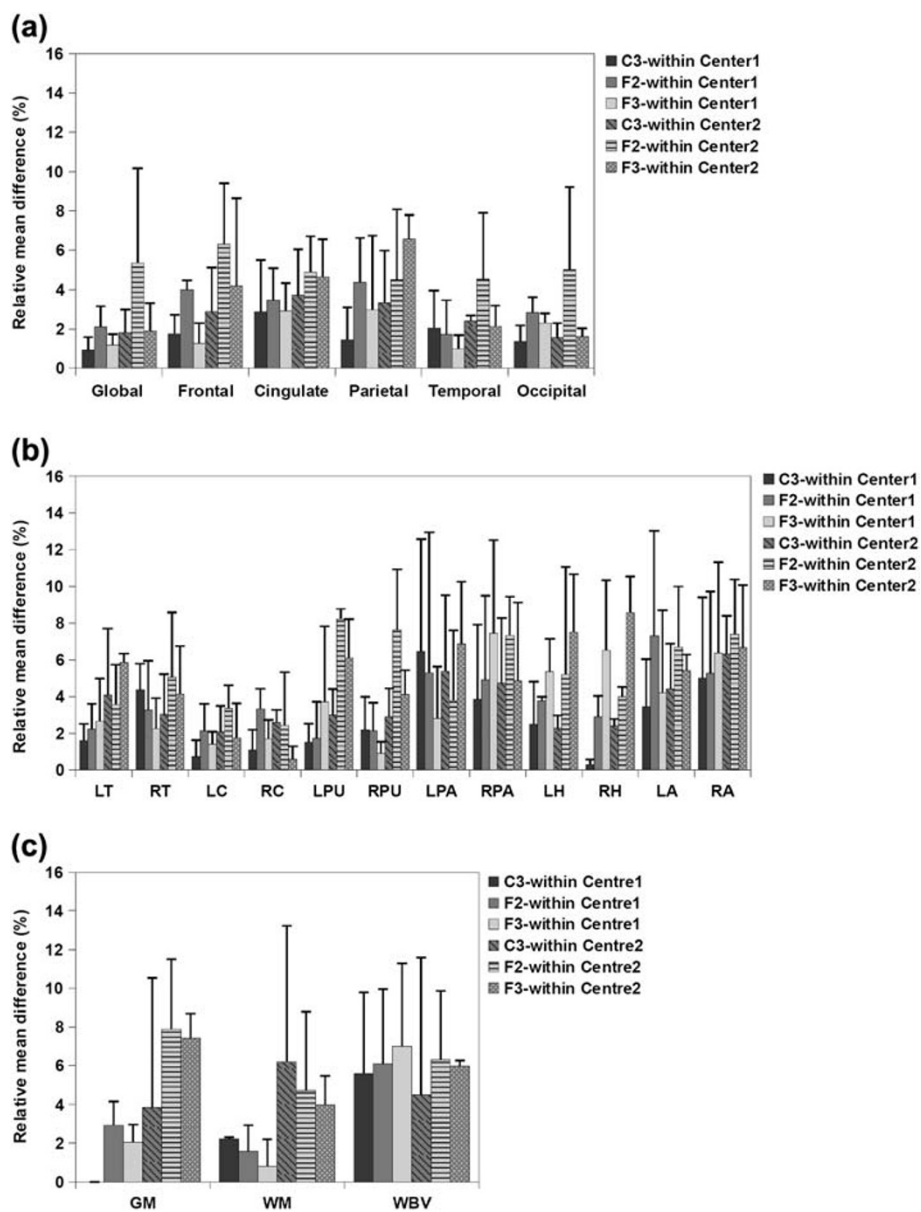 (a)
Relative mean difference (%)
16
14
12
10
8
6
4
2
0
Global Frontal Cingulate Parietal Temporal Occipital
C3-within Center1
F2-within Center1
F3-within Center1
C3-within Center2
F2-within Center2
F3-within Center2
(b)
Relative mean difference (%)
16
14
12
10
8
6
4
2
0
LT RT LC RC LPU RPU LPA RPA LH RH LA RA
C3-within Center1
F2-within Center1
F3-within Center1
C3-within Center2
F2-within Center2
F3-within Center2
(c)
Relative mean difference (%)
16
14
12
10
8
6
4
2
0
GM WM WBV
C3-within Centre1
F2-within Centre1
F3-within Centre1
C3-within Centre2
F2-within Centre2
F3-within Centre2